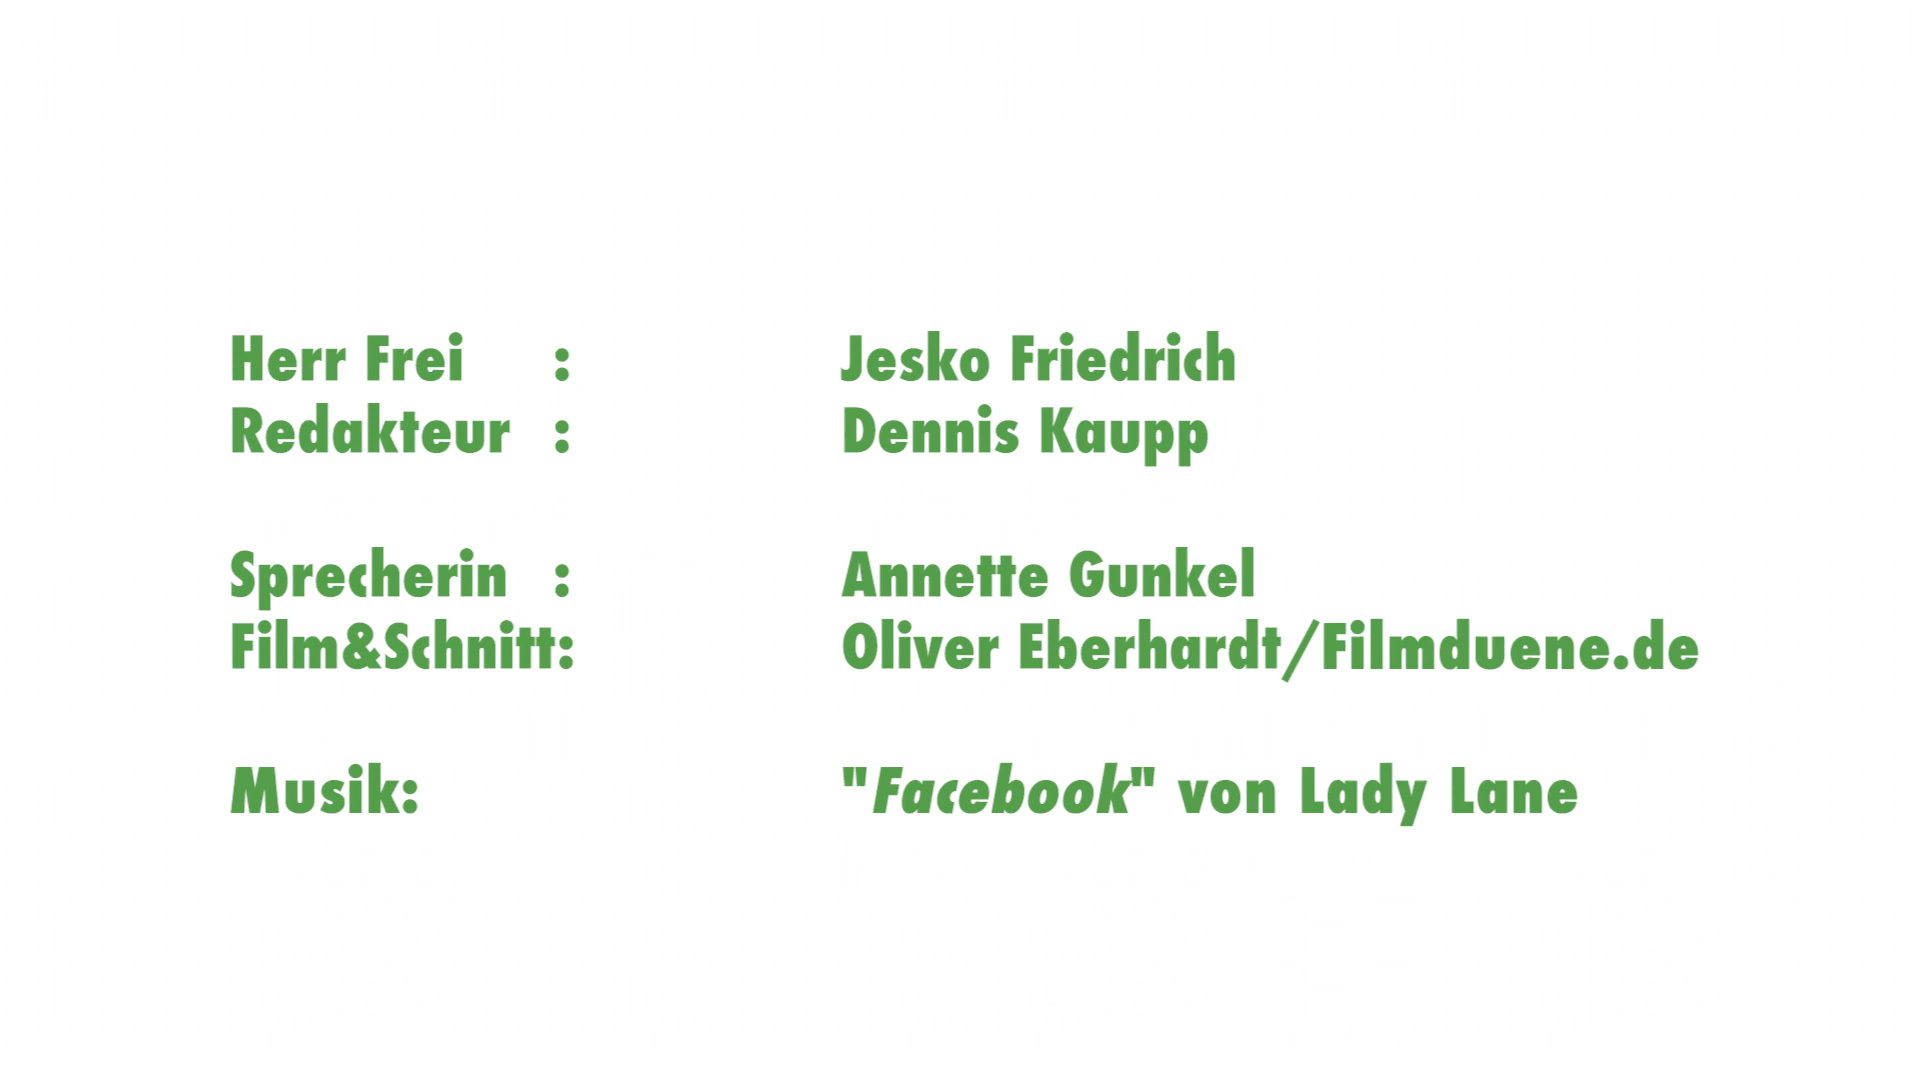 Herr Frei : Jesko Friedrich
Redakteur : Dennis Kaupp
Sprecherin : Annette Gunkel
Film&Schnitt: Oliver Eberhardt/Filmduene.de
Musik: "Facebook" von Lady Lane